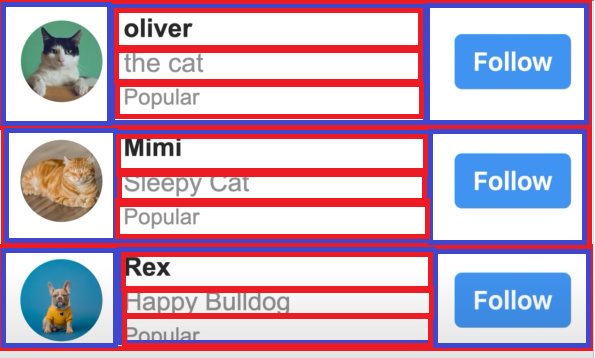 oliver
the cat
Popular
Follow
Mimi
Sleepy Cat
Popular
Follow
Rex
Happy Bulldog
Popular
Follow